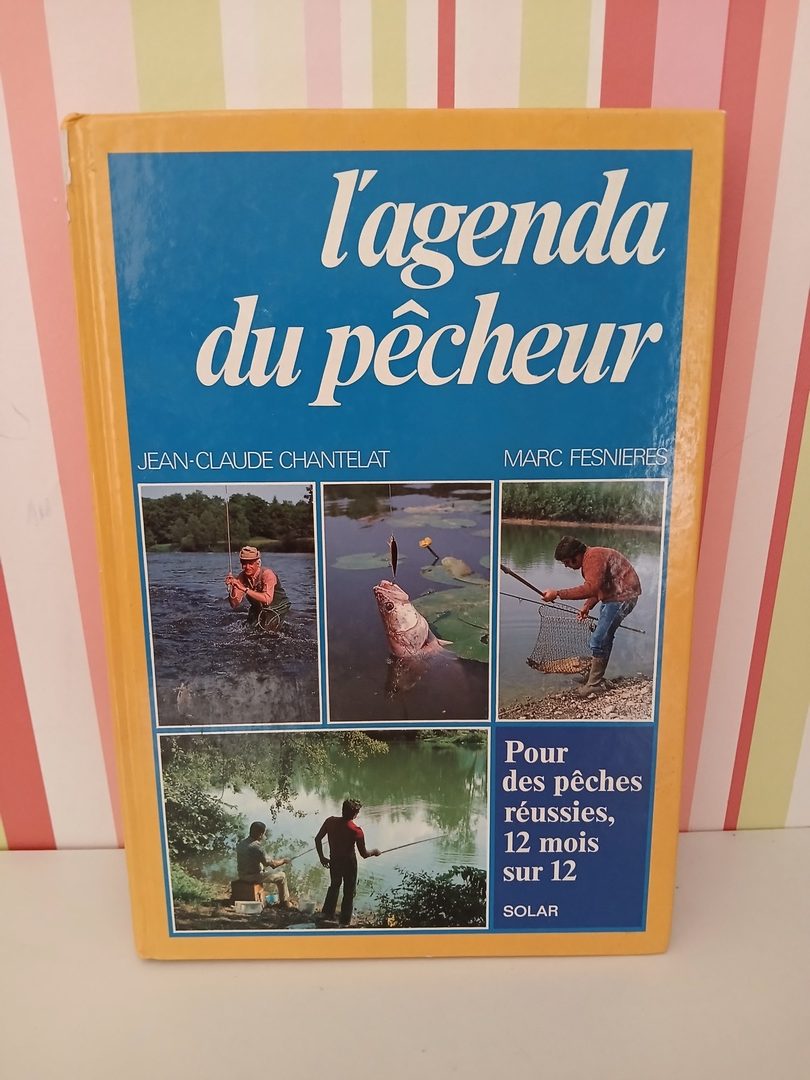 l'agenda
du pêcheur
JEAN-CLAUDE CHANTELAT
MARC FESNIERES
Pour
des pêches
réussies,
12 mois
sur 12
SOLAR